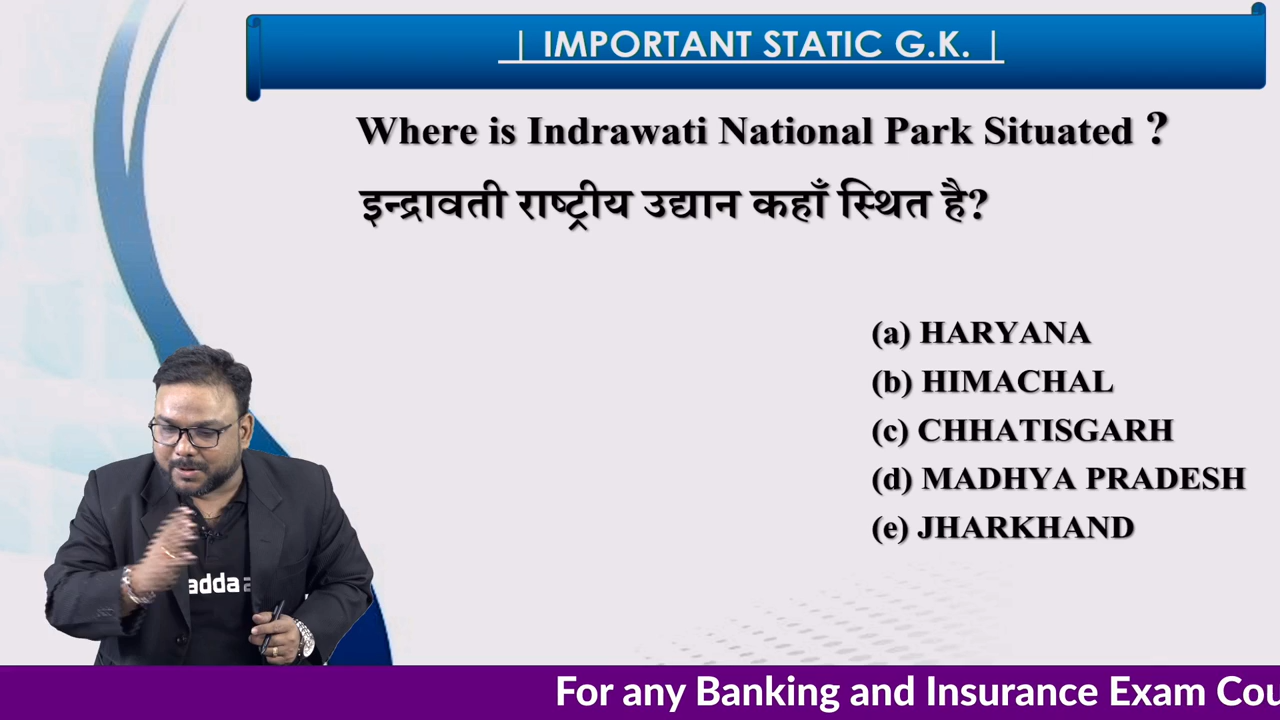 | IMPORTANT STATIC G.K. |
Where is Indrawati National Park Situated ?
इन्द्रावती राष्ट्रीय उद्यान कहाँ स्थित है?
(a) HARYANA
(b) HIMACHAL
(c) CHHATISGARH
(d) MADHYA PRADESH
(e) JHARKHAND
adda
For any Banking and Insurance Exam Cou